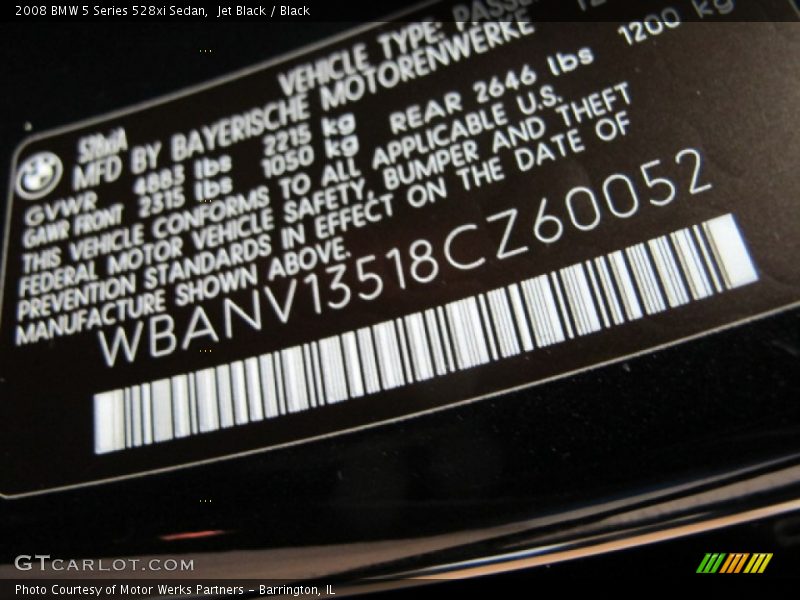 2008 BMW 5 Series 528xi Sedan, Jet Black / Black
VEHICLE TYPE: PASSE
528xiA
MFD BY BAYERISCHE MOTORENWERKE
GVWR 4883 lbs 2215 kg
GAWR FRONT 2315 lbs 1050 kg REAR 2646 lbs 1200 kg
THIS VEHICLE CONFORMS TO ALL APPLICABLE U.S.
FEDERAL MOTOR VEHICLE SAFETY, BUMPER AND THEFT
PREVENTION STANDARDS IN EFFECT ON THE DATE OF
MANUFACTURE SHOWN ABOVE.
WBANV13518CZ60052
GTCARLOT.COM
Photo Courtesy of Motor Werks Partners - Barrington, IL